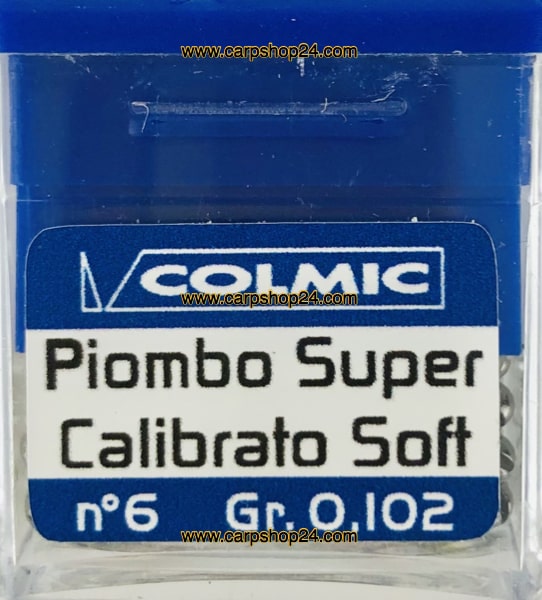 www.carpshop24.com
COLMIC
www.carpshop24.com
Piombo Super
Calibrato Soft
n°6 Gr. 0,102
www.carpshop24.com